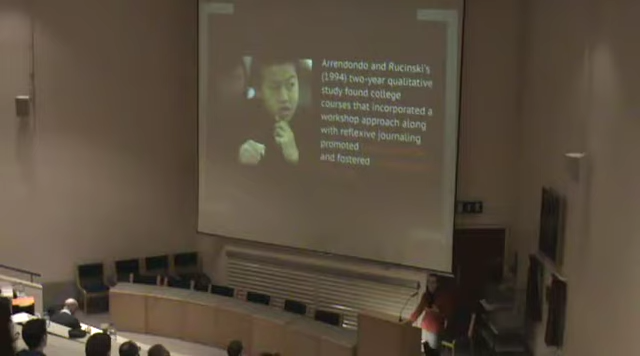 Arrendondo and Rucinski's
(1994) two-year qualitative
study found college
courses that incorporated a
workshop approach along
with reflexive journaling
promoted
and fostered